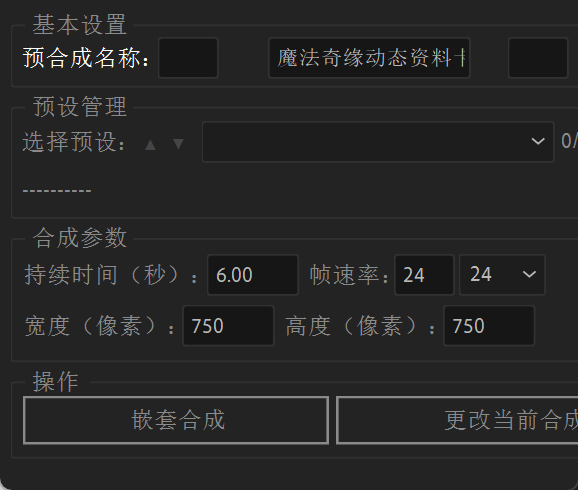 基本设置
预合成名称： 魔法奇缘动态资料
预设管理
选择预设： ▲ ▼ 0/
----------
合成参数
持续时间（秒）： 6.00 帧速率： 24 24
宽度（像素）： 750 高度（像素）： 750
操作
嵌套合成 更改当前合